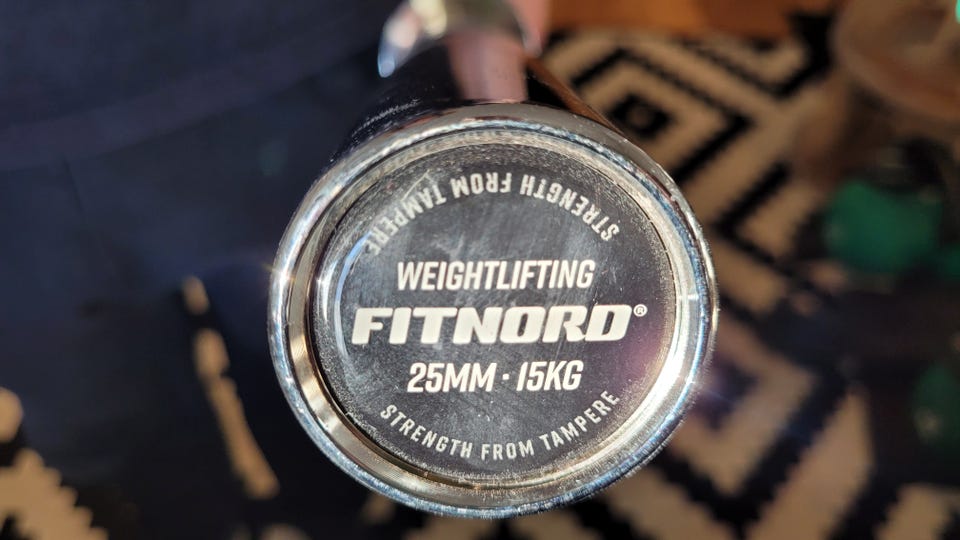 STRENGTH FROM TAMPERE
WEIGHTLIFTING
FITNORD®
25MM · 15KG
STRENGTH FROM TAMPERE